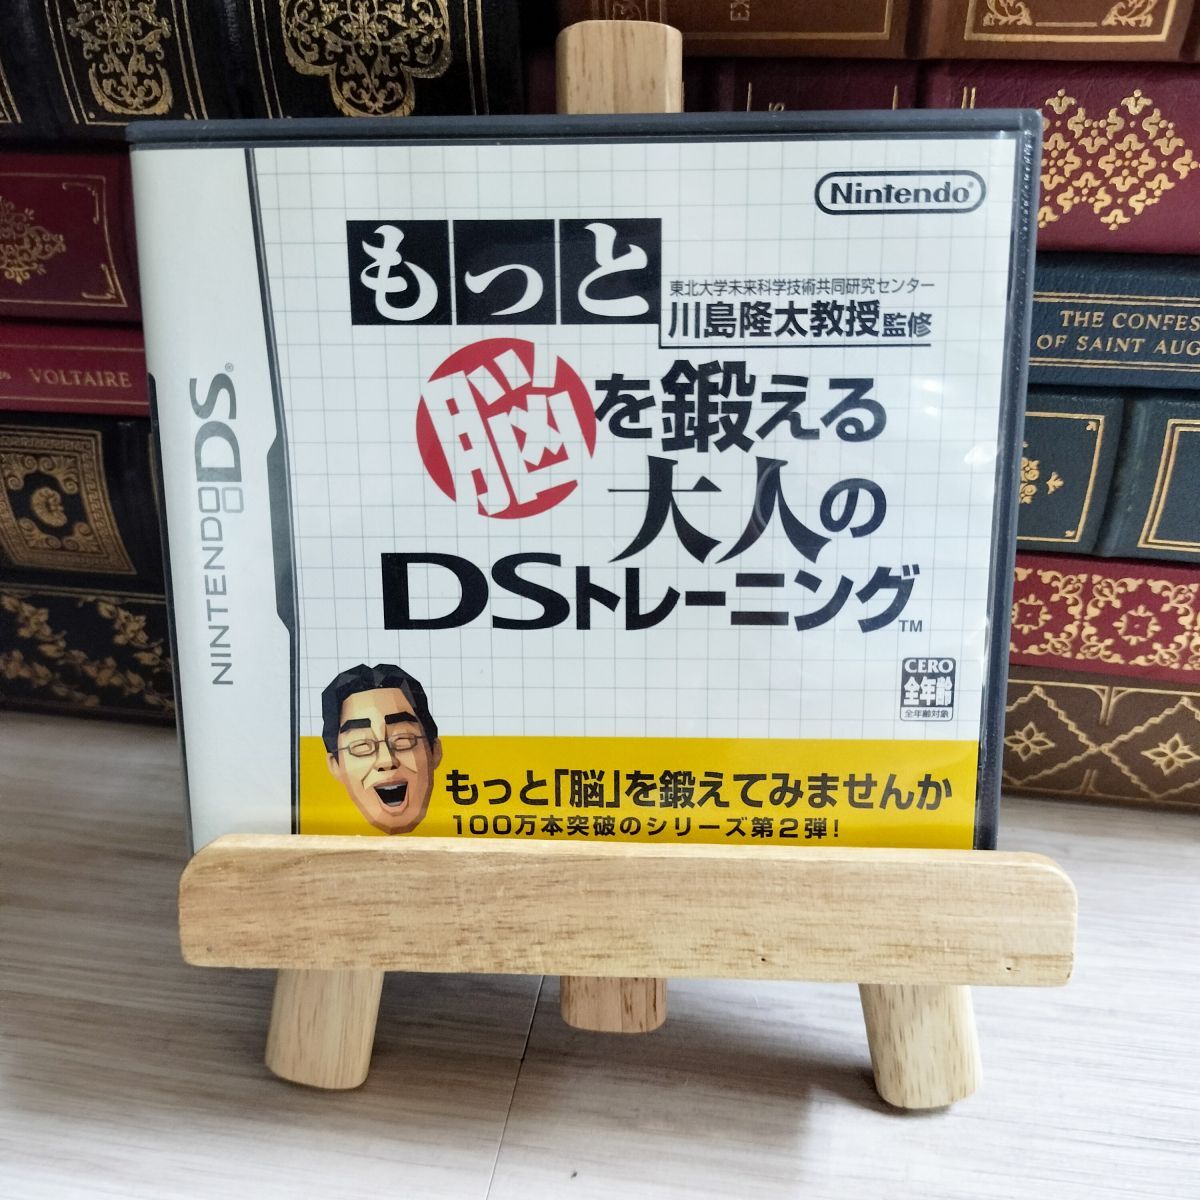 Nintendo®
もっと
東北大学未来科学技術共同研究センター
川島隆太教授監修
脳を鍛える
大人の
DSトレーニング™
NINTENDO DS®
CERO
全年齢
全年齢対象
もっと「脳」を鍛えてみませんか
100万本突破のシリーズ第2弾!
VOLTAIRE
THE CONFES
OF SAINT AUG